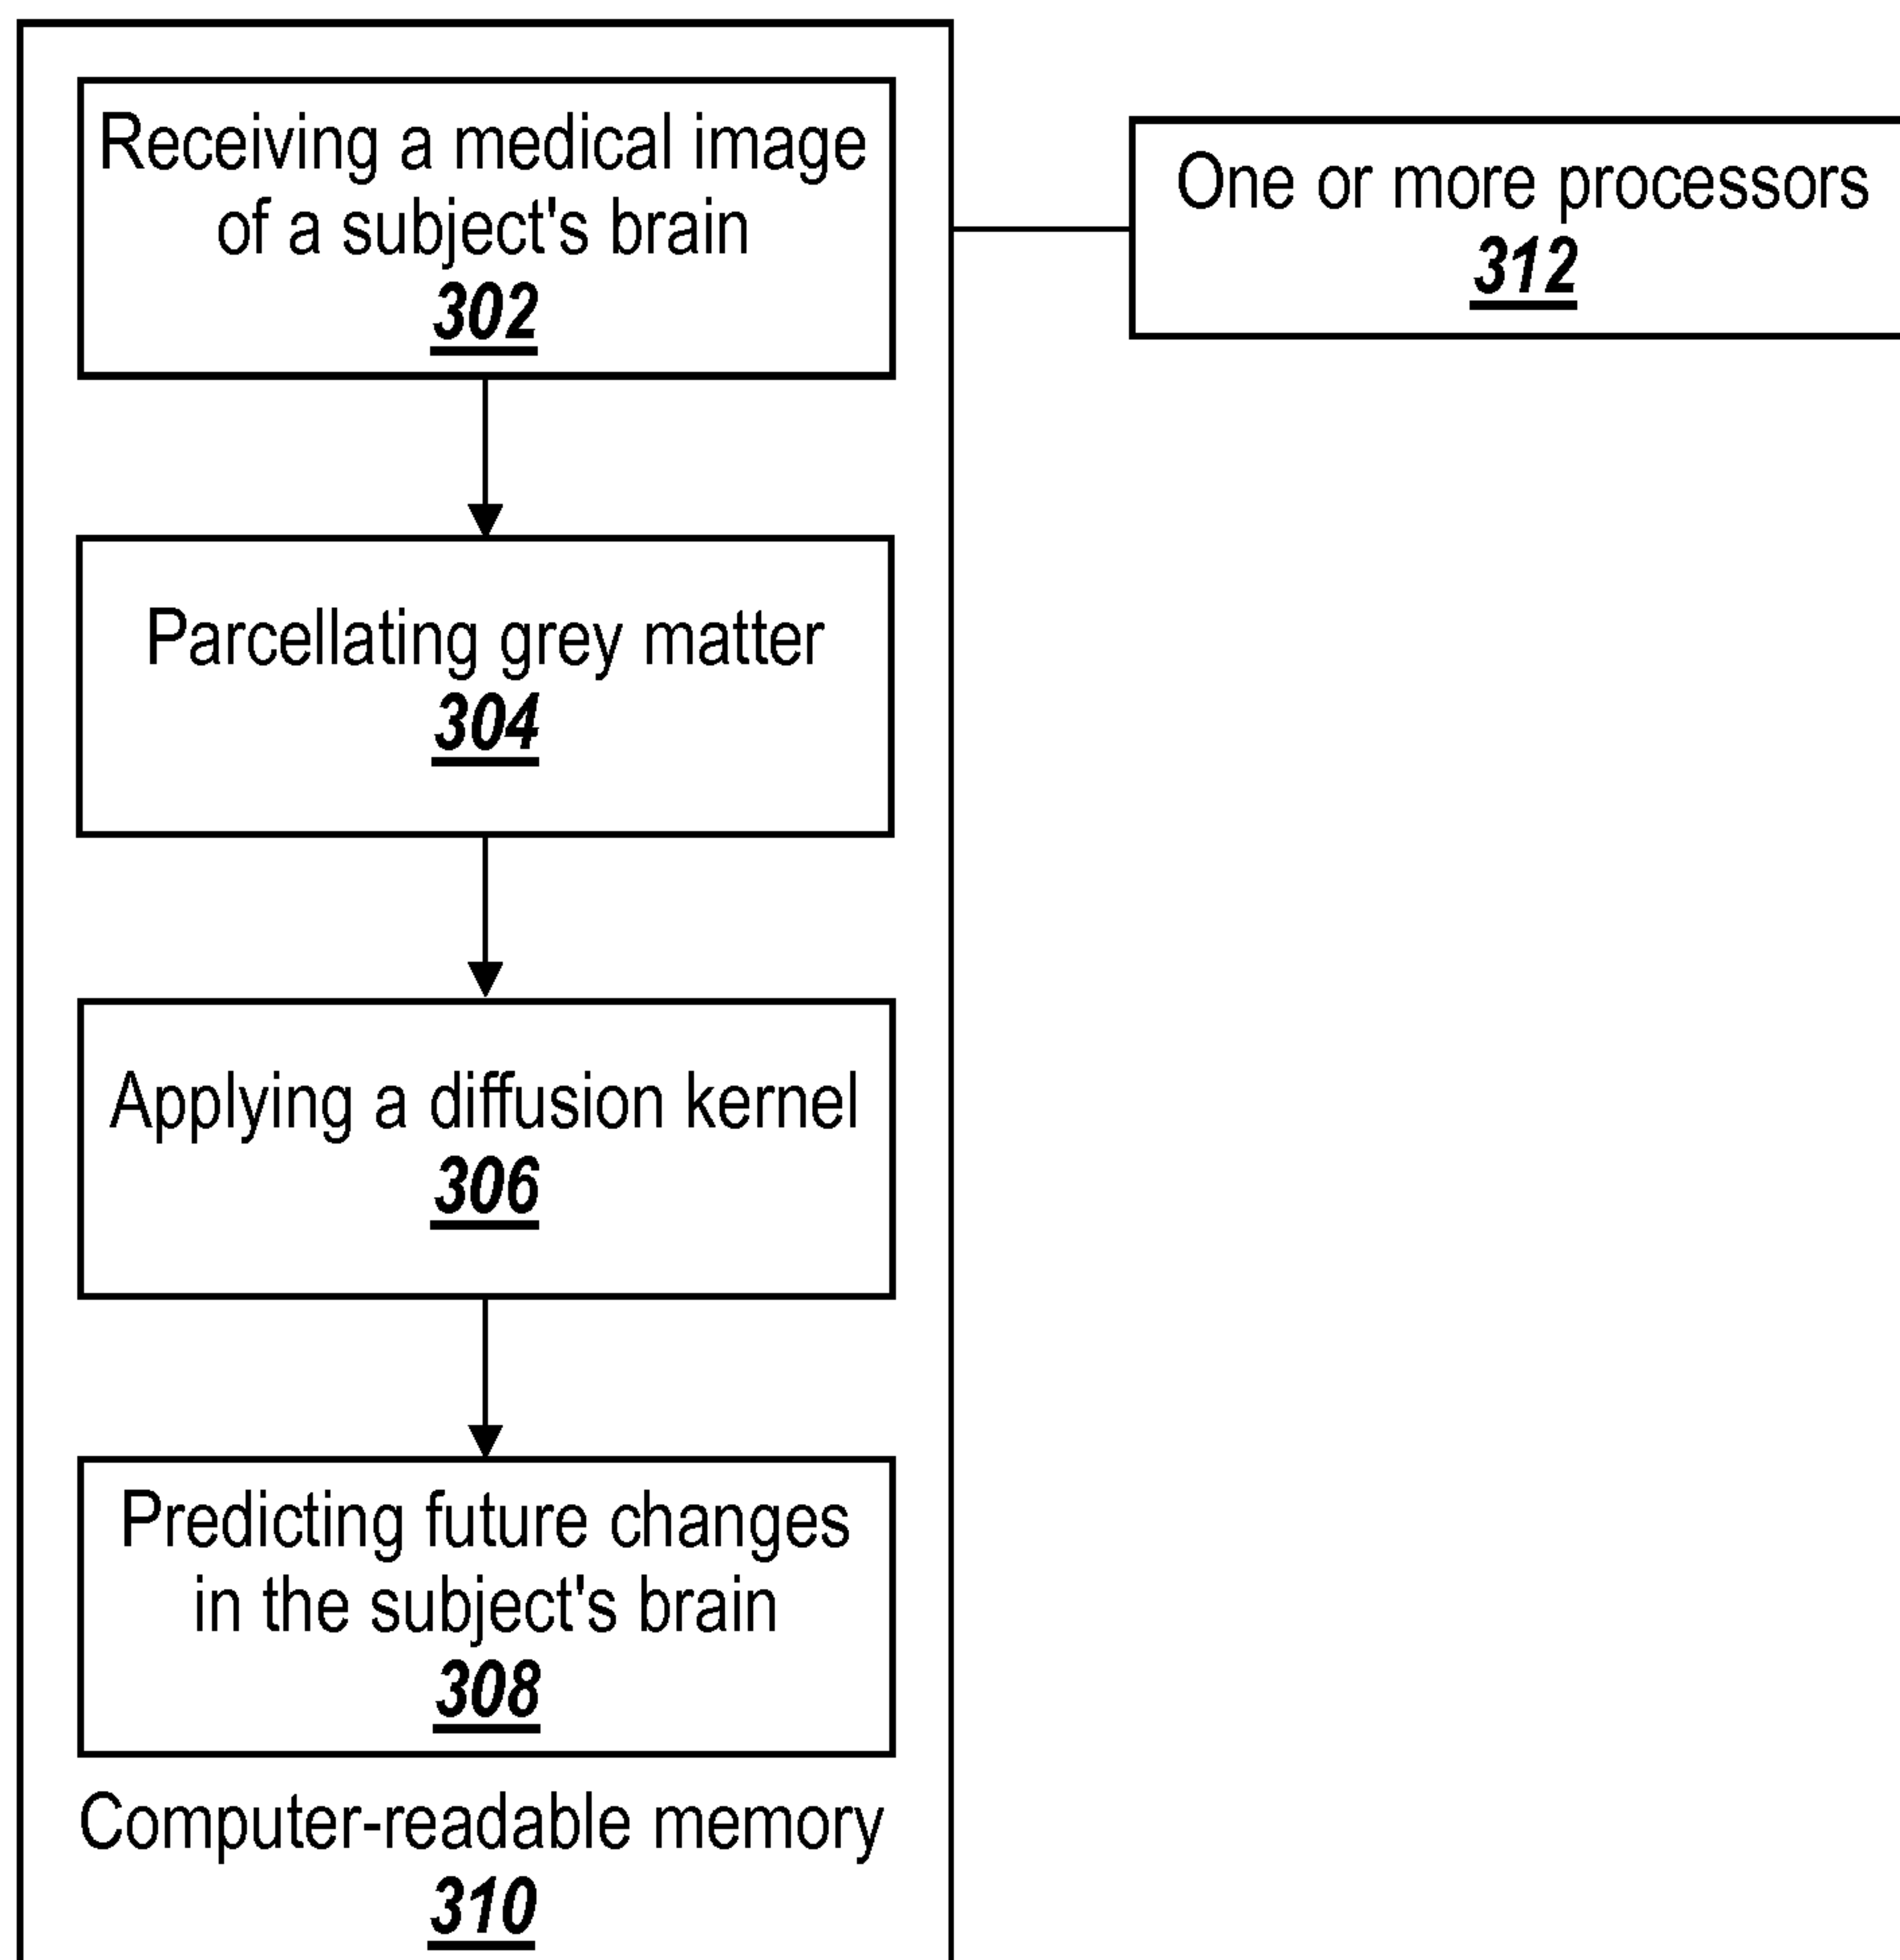 Receiving a medical image
of a subject's brain
302
One or more processors
312
Parcellating grey matter
304
Applying a diffusion kernel
306
Predicting future changes
in the subject's brain
308
Computer-readable memory
310